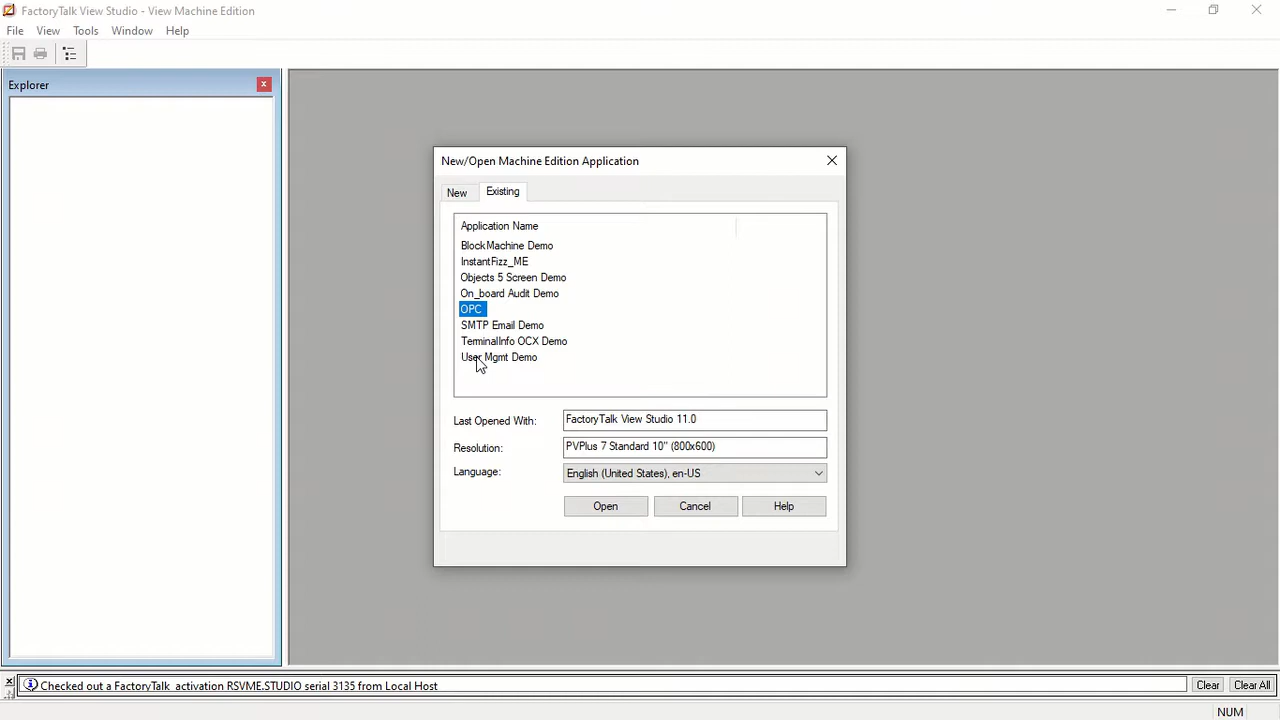 FactoryTalk View Studio - View Machine Edition
File View Tools Window Help
Explorer
New/Open Machine Edition Application
New Existing
Application Name
BlockMachine Demo
InstantFizz_ME
Objects 5 Screen Demo
On_board Audit Demo
OPC
SMTP Email Demo
TerminalInfo OCX Demo
User Mgmt Demo
Last Opened With: FactoryTalk View Studio 11.0
Resolution: PVPlus 7 Standard 10" (800x600)
Language: English (United States), en-US
Open Cancel Help
Checked out a FactoryTalk activation RSVME.STUDIO serial 3135 from Local Host
Clear Clear All
NUM